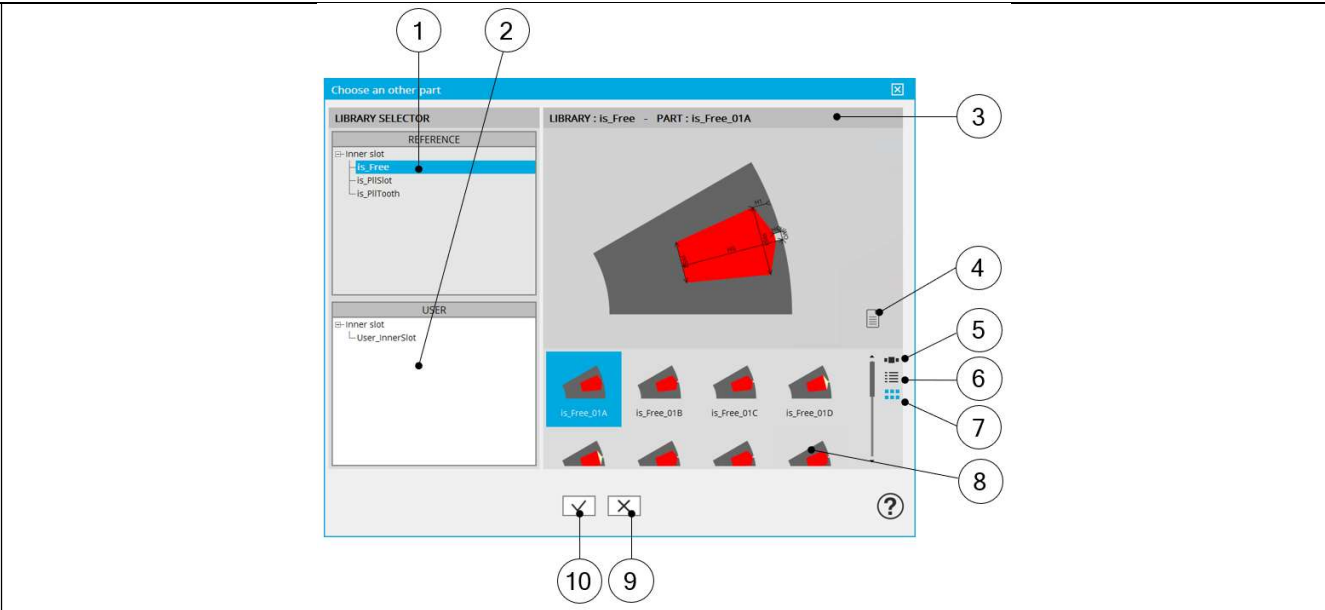 1
2
Choose an other part
LIBRARY SELECTOR
LIBRARY : is_Free - PART : is_Free_01A
3
REFERENCE
Inner slot
is_Free
is_PllSlot
is_PllTooth
4
USER
Inner slot
User_InnerSlot
5
6
7
is_Free_01A
is_Free_01B
is_Free_01C
is_Free_01D
8
?
10
9